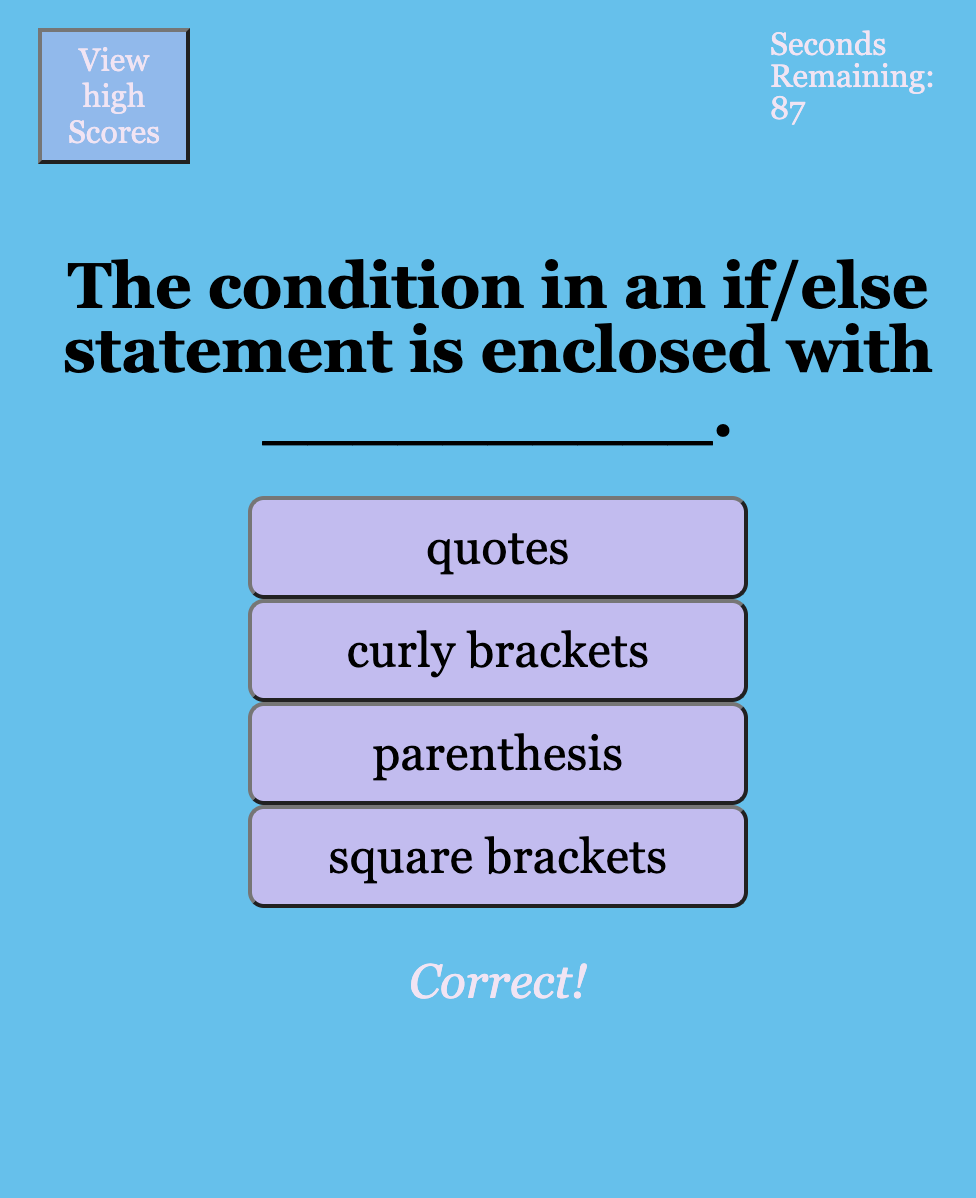 View
high
Scores
Seconds
Remaining:
87
The condition in an if/else
statement is enclosed with
______________.
quotes
curly brackets
parenthesis
square brackets
Correct!